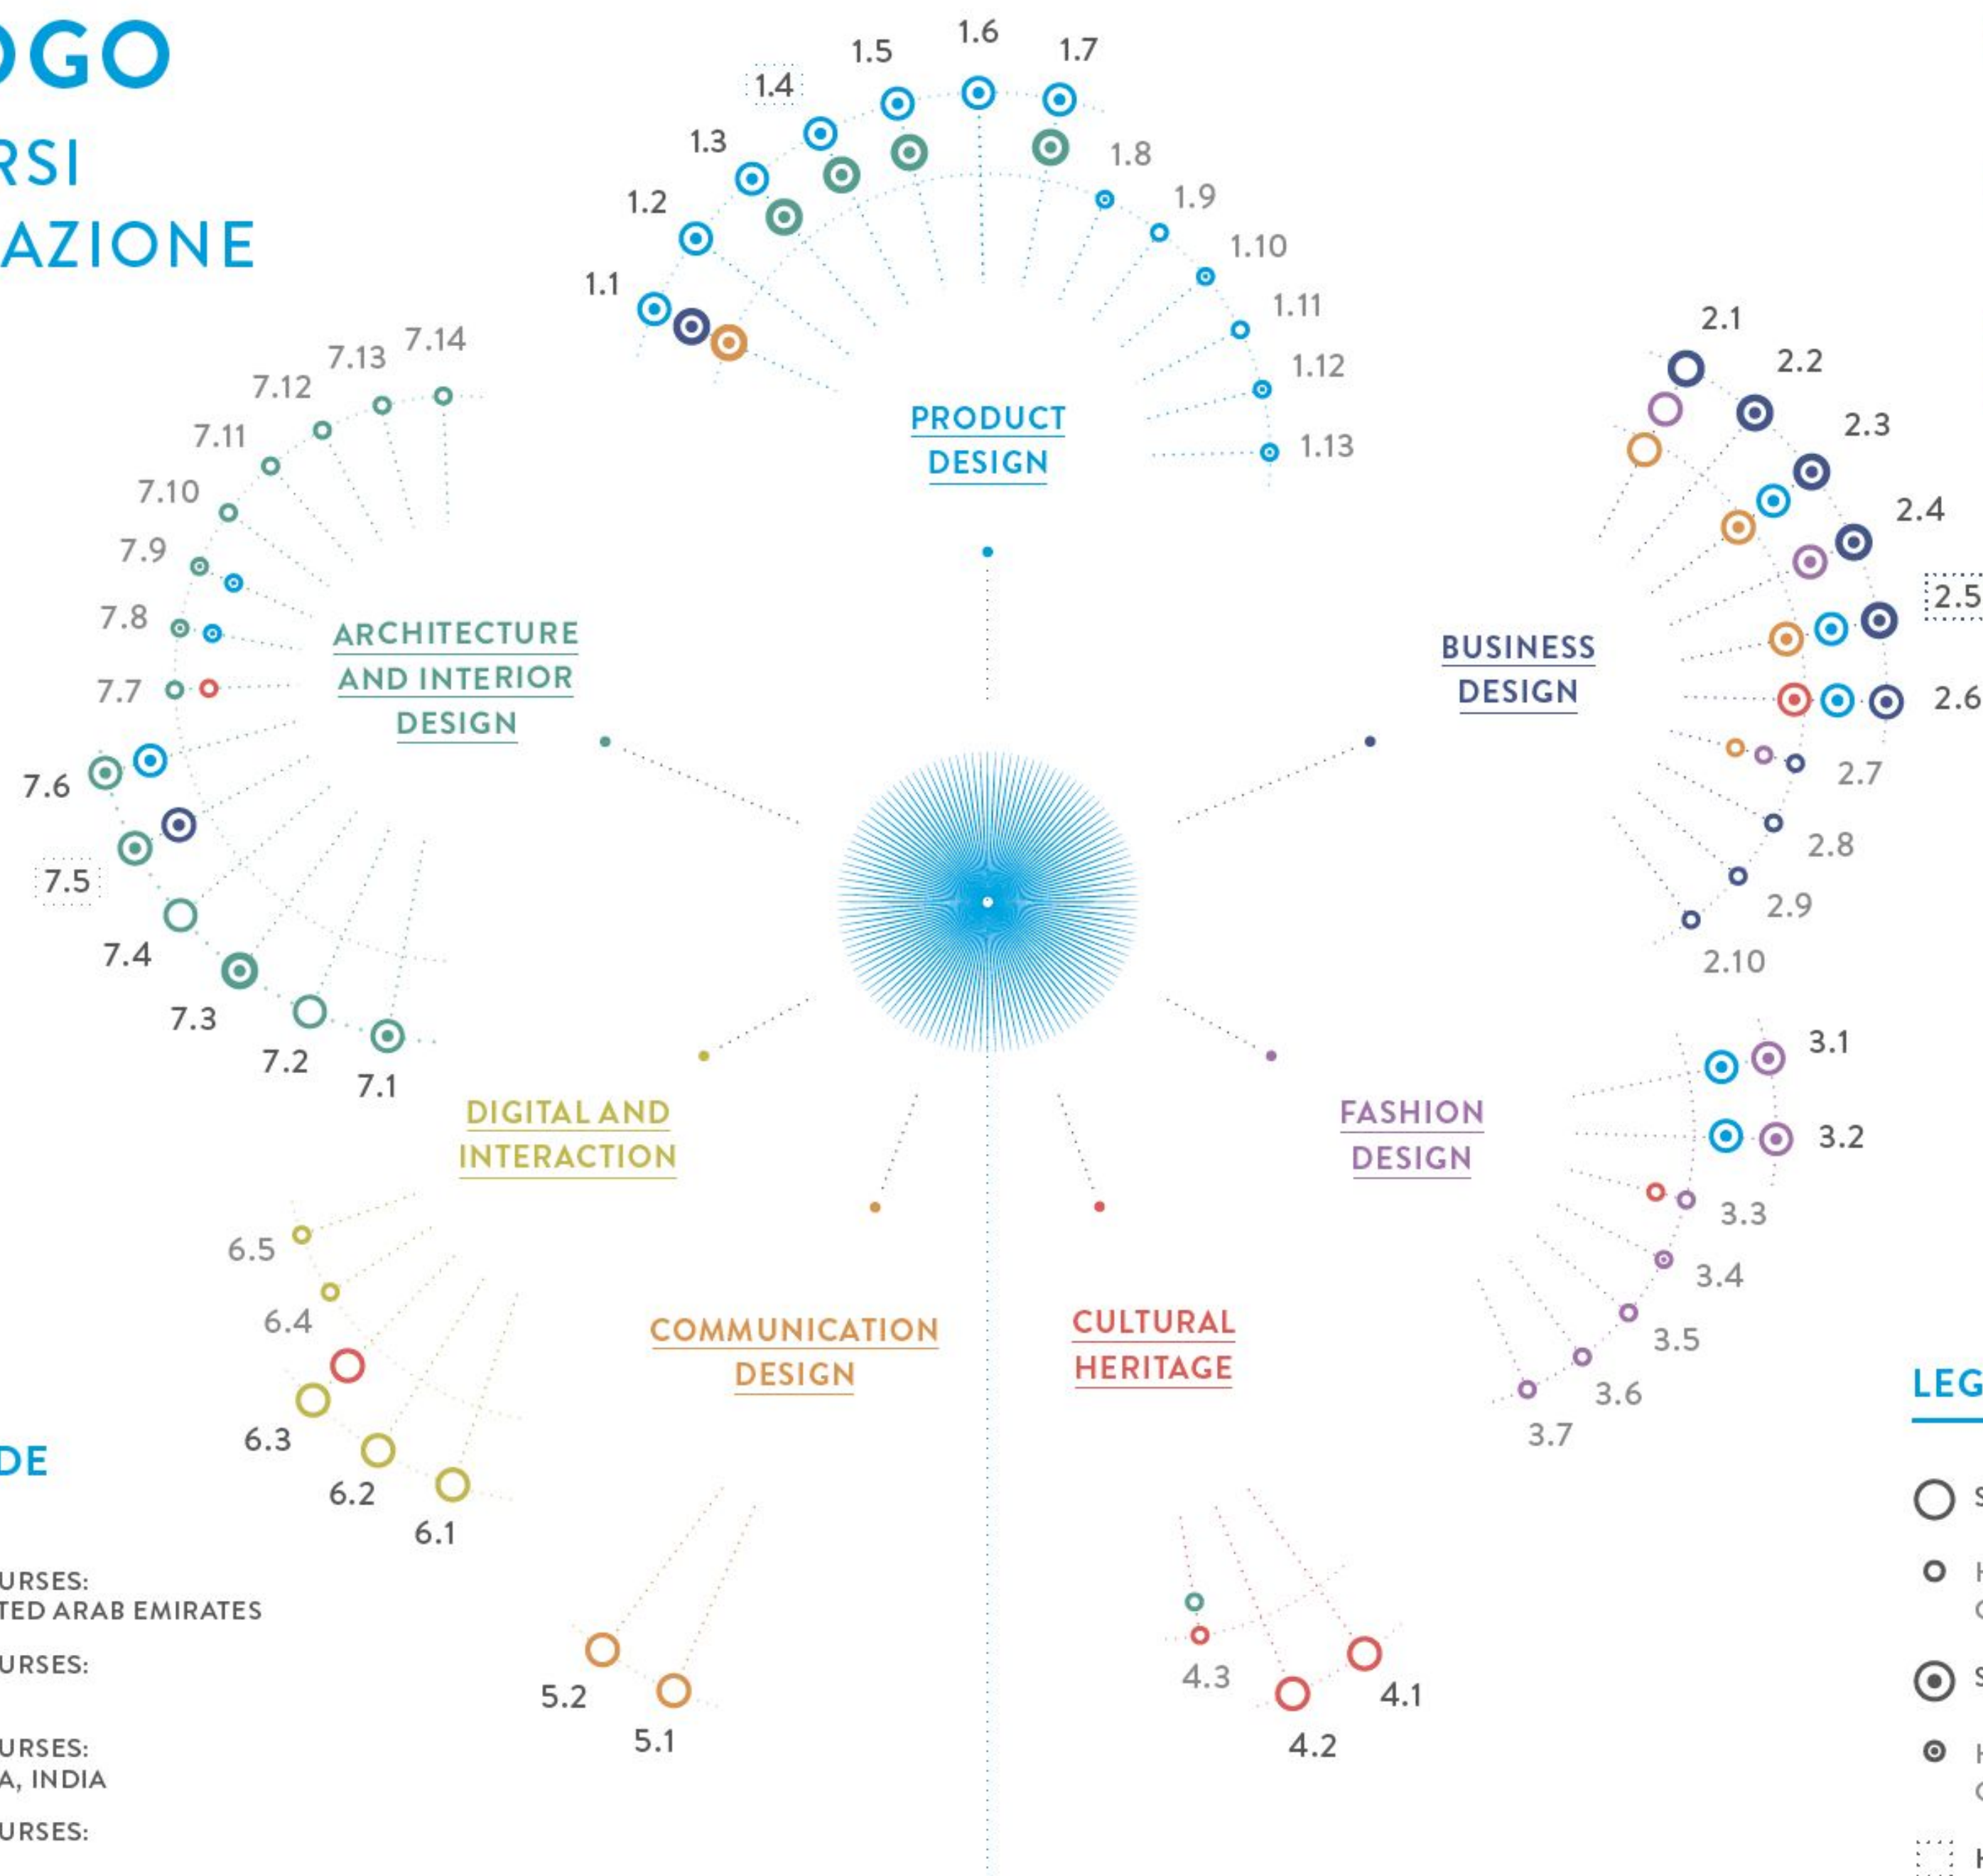 OGO
RSI
AZIONE
1.1
1.2
1.3
1.4
1.5
1.6
1.7
1.8
1.9
1.10
1.11
1.12
1.13
PRODUCT
DESIGN
2.1
2.2
2.3
2.4
2.5
2.6
2.7
2.8
2.9
2.10
BUSINESS
DESIGN
3.1
3.2
3.3
3.4
3.5
3.6
3.7
FASHION
DESIGN
CULTURAL
HERITAGE
4.1
4.2
4.3
COMMUNICATION
DESIGN
5.1
5.2
DIGITAL AND
INTERACTION
6.1
6.2
6.3
6.4
6.5
ARCHITECTURE
AND INTERIOR
DESIGN
7.1
7.2
7.3
7.4
7.5
7.6
7.7
7.8
7.9
7.10
7.11
7.12
7.13
7.14
DE
URSES:
TED ARAB EMIRATES
URSES:
URSES:
A, INDIA
URSES:
LEG